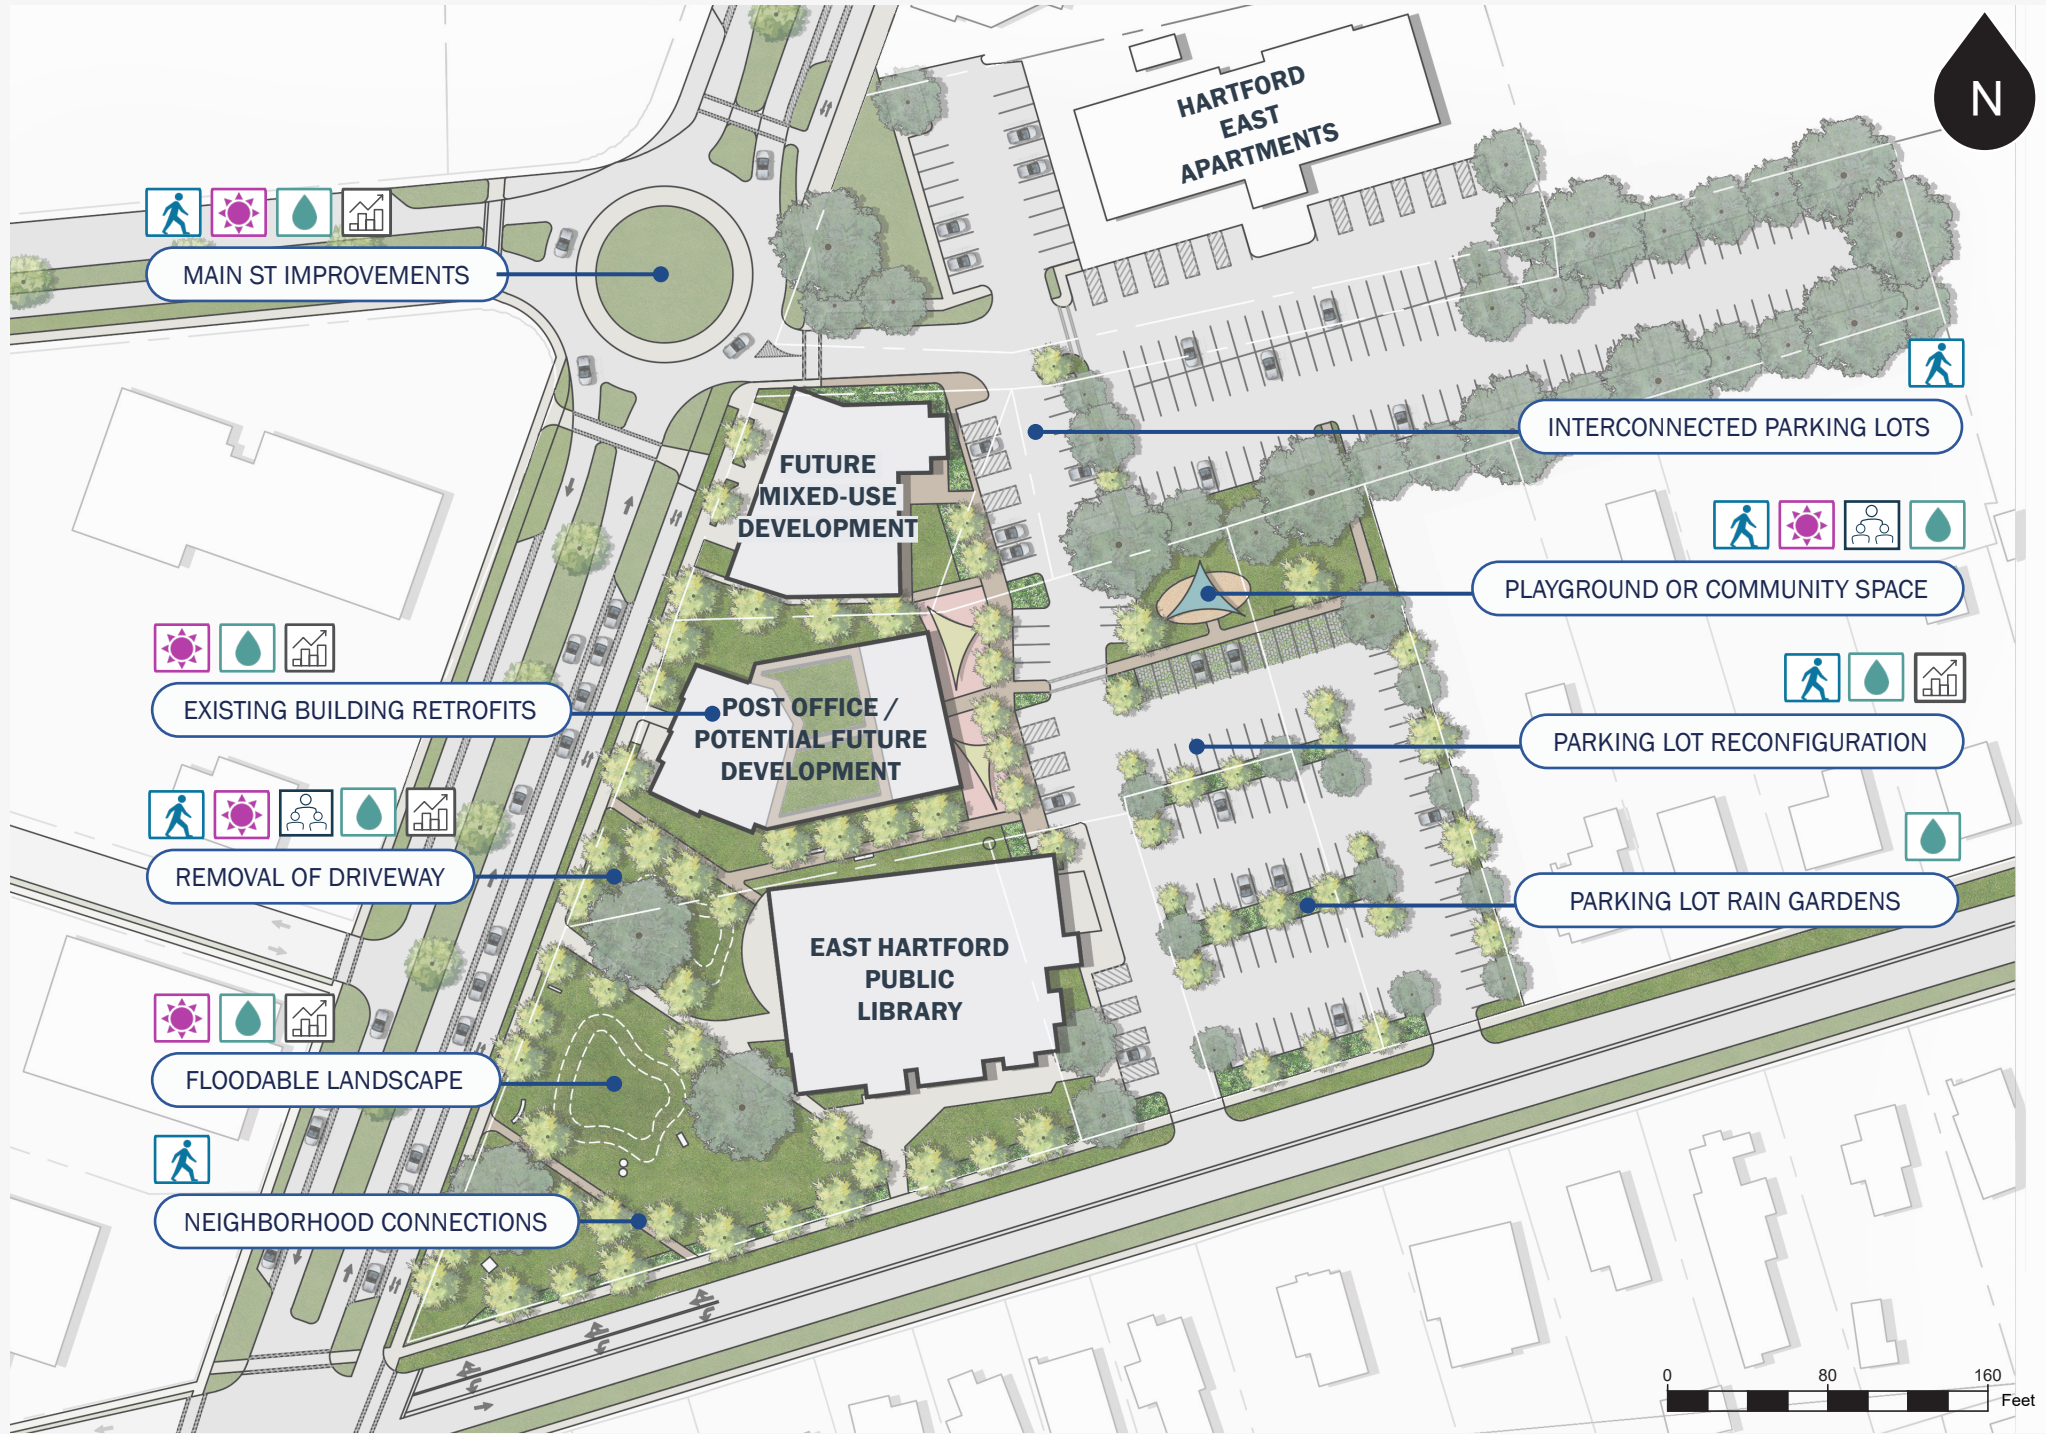 N
HARTFORD
EAST
APARTMENTS
MAIN ST IMPROVEMENTS
INTERCONNECTED PARKING LOTS
FUTURE
MIXED-USE
DEVELOPMENT
PLAYGROUND OR COMMUNITY SPACE
EXISTING BUILDING RETROFITS
POST OFFICE /
POTENTIAL FUTURE
DEVELOPMENT
PARKING LOT RECONFIGURATION
REMOVAL OF DRIVEWAY
PARKING LOT RAIN GARDENS
EAST HARTFORD
PUBLIC
LIBRARY
FLOODABLE LANDSCAPE
NEIGHBORHOOD CONNECTIONS
0 80 160
Feet